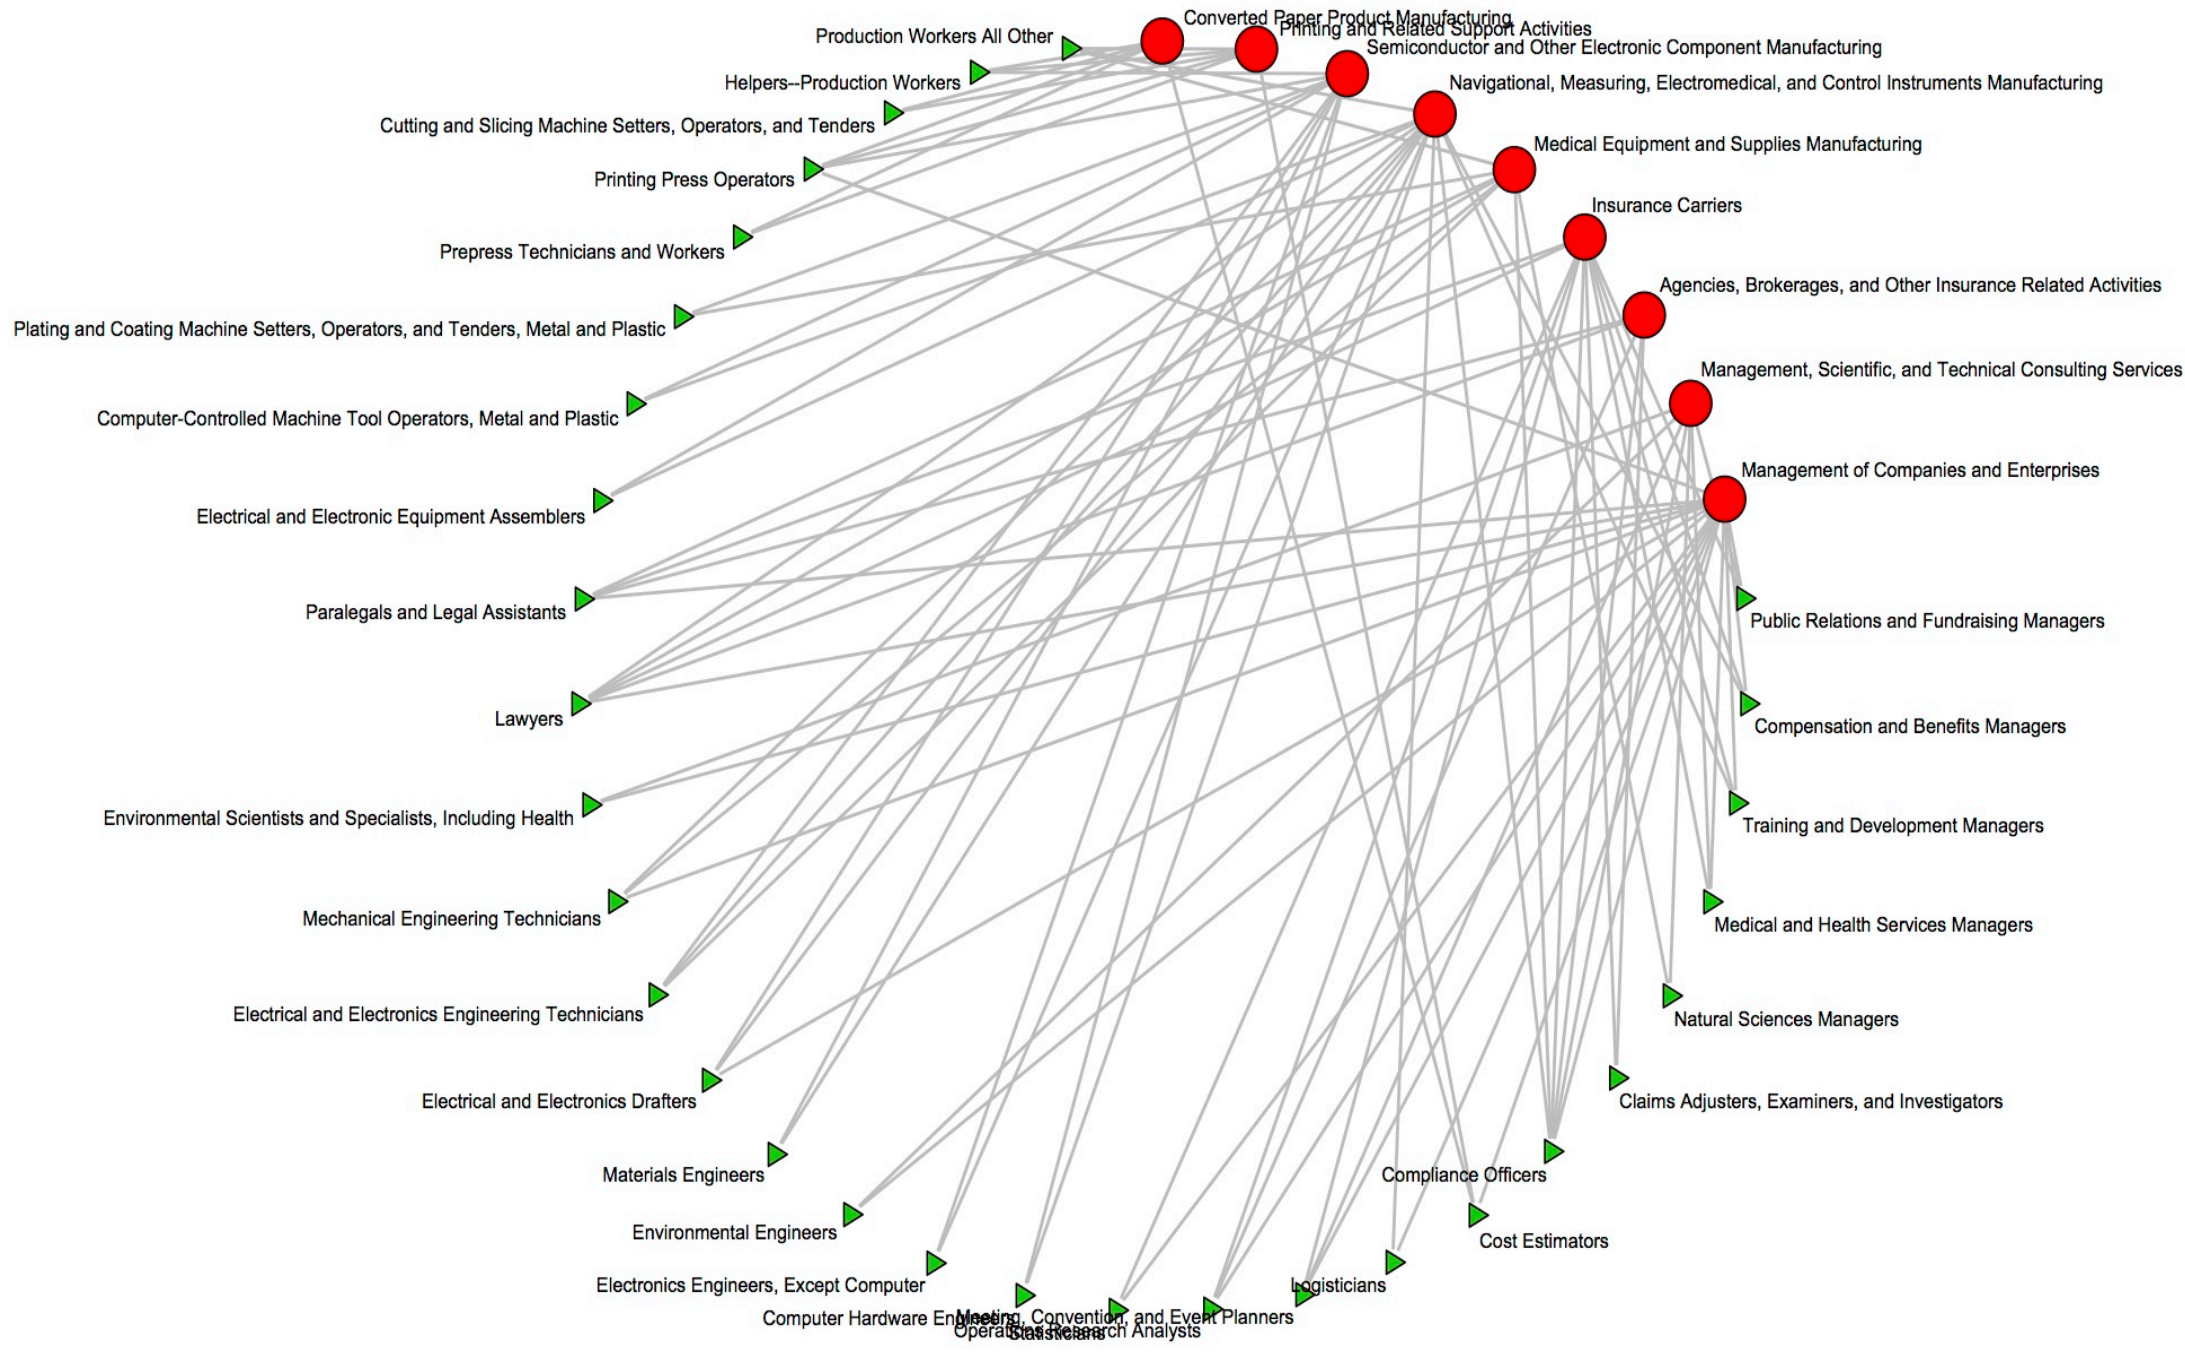 Converted Paper Product Manufacturing
Printing and Related Support Activities
Production Workers All Other
Semiconductor and Other Electronic Component Manufacturing
Helpers--Production Workers
Navigational, Measuring, Electromedical, and Control Instruments Manufacturing
Cutting and Slicing Machine Setters, Operators, and Tenders
Medical Equipment and Supplies Manufacturing
Printing Press Operators
Insurance Carriers
Prepress Technicians and Workers
Agencies, Brokerages, and Other Insurance Related Activities
Plating and Coating Machine Setters, Operators, and Tenders, Metal and Plastic
Management, Scientific, and Technical Consulting Services
Computer-Controlled Machine Tool Operators, Metal and Plastic
Management of Companies and Enterprises
Electrical and Electronic Equipment Assemblers
Paralegals and Legal Assistants
Public Relations and Fundraising Managers
Lawyers
Compensation and Benefits Managers
Environmental Scientists and Specialists, Including Health
Training and Development Managers
Mechanical Engineering Technicians
Medical and Health Services Managers
Electrical and Electronics Engineering Technicians
Natural Sciences Managers
Electrical and Electronics Drafters
Claims Adjusters, Examiners, and Investigators
Materials Engineers
Compliance Officers
Environmental Engineers
Cost Estimators
Electronics Engineers, Except Computer
Logisticians
Computer Hardware Engineers
Meeting, Convention, and Event Planners
Operations Research Analysts
Statisticians